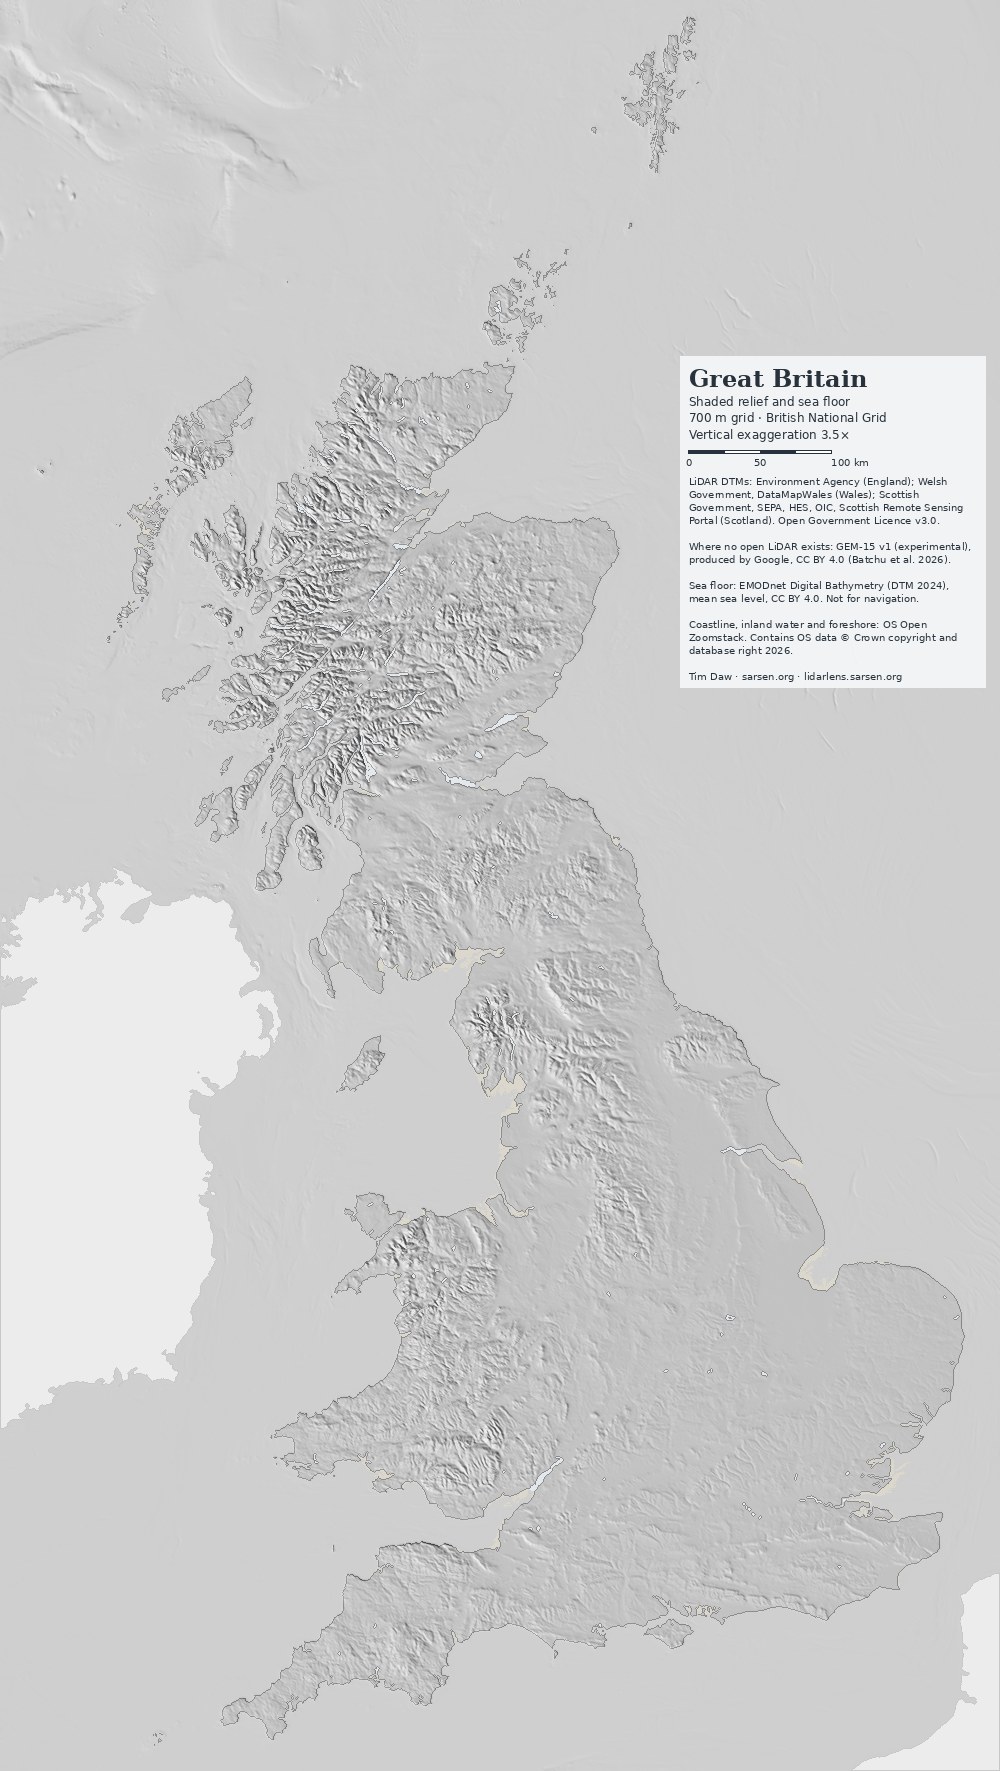 Great Britain
Shaded relief and sea floor
700 m grid · British National Grid
Vertical exaggeration 3.5×
0 50 100 km
LiDAR DTMs: Environment Agency (England); Welsh
Government, DataMapWales (Wales); Scottish
Government, SEPA, HES, OIC, Scottish Remote Sensing
Portal (Scotland). Open Government Licence v3.0.
Where no open LiDAR exists: GEM-15 v1 (experimental),
produced by Google, CC BY 4.0 (Batchu et al. 2026).
Sea floor: EMODnet Digital Bathymetry (DTM 2024),
mean sea level, CC BY 4.0. Not for navigation.
Coastline, inland water and foreshore: OS Open
Zoomstack. Contains OS data © Crown copyright and
database right 2026.
Tim Daw · sarsen.org · lidarlens.sarsen.org